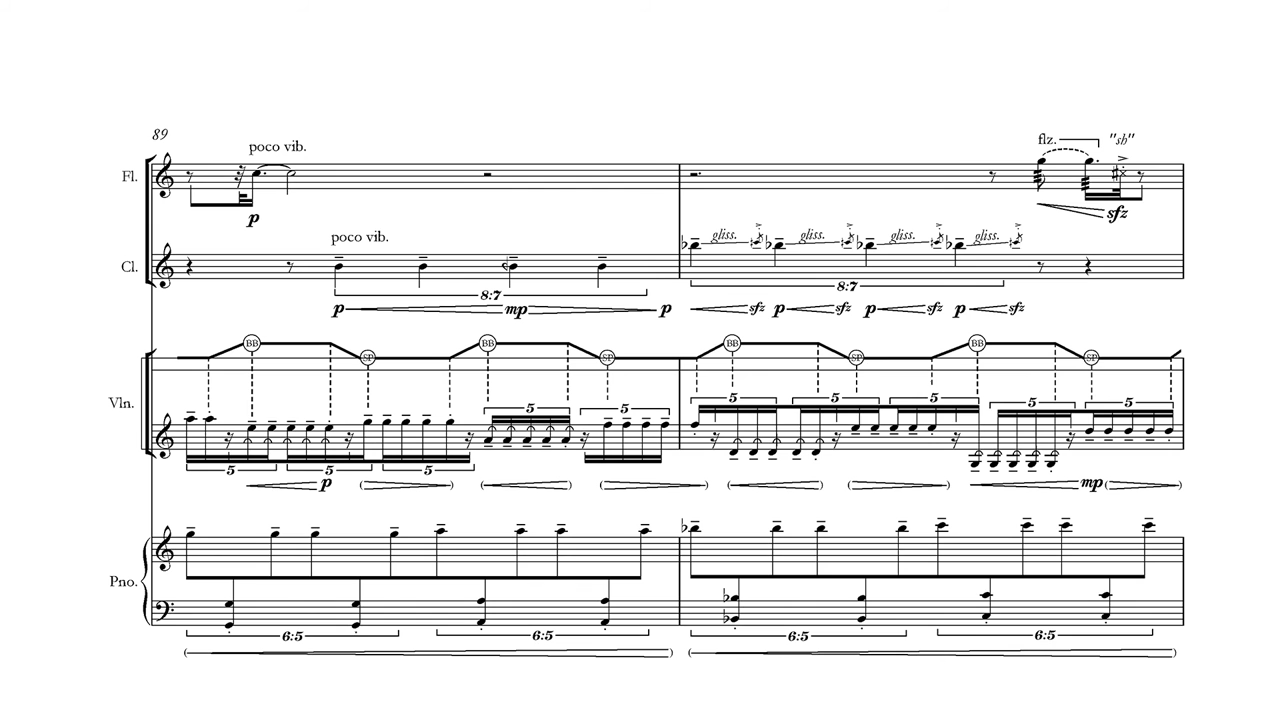 89
poco vib.
flz. "sh"
Fl.
p sfz
poco vib.
gliss. gliss. gliss. gliss.
Cl.
8:7 8:7
p mp p sfz p sfz p sfz p sfz
BB SP BB SP BB SP BB SP
Vln.
5 5 5 5 5 5 5
5 5 5
p mp
Pno.
6:5 6:5 6:5 6:5